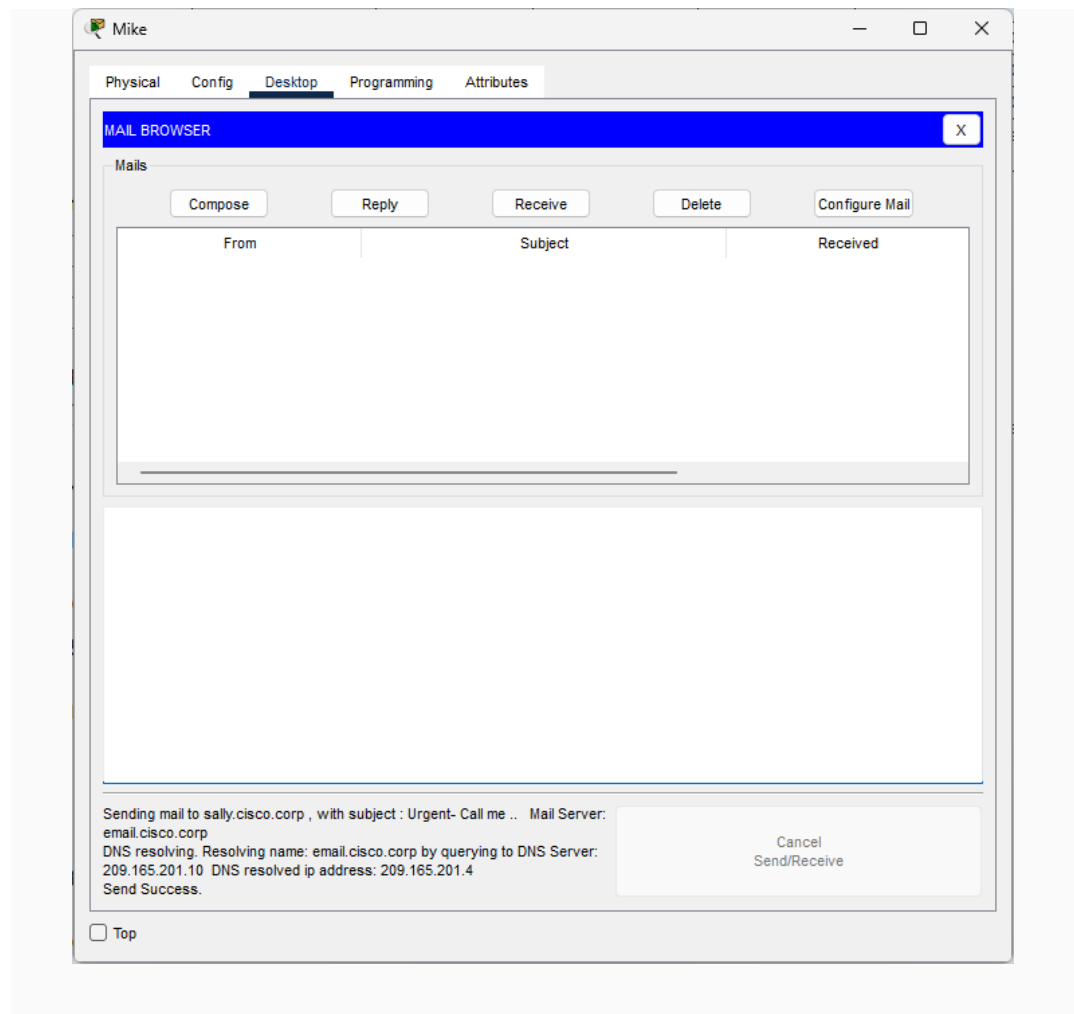 Mike
Physical Config Desktop Programming Attributes
MAIL BROWSER X
Mails
Compose Reply Receive Delete Configure Mail
From Subject Received
Sending mail to sally.cisco.corp , with subject : Urgent- Call me .. Mail Server:
email.cisco.corp
DNS resolving. Resolving name: email.cisco.corp by querying to DNS Server:
209.165.201.10 DNS resolved ip address: 209.165.201.4
Send Success.
Cancel
Send/Receive
Top